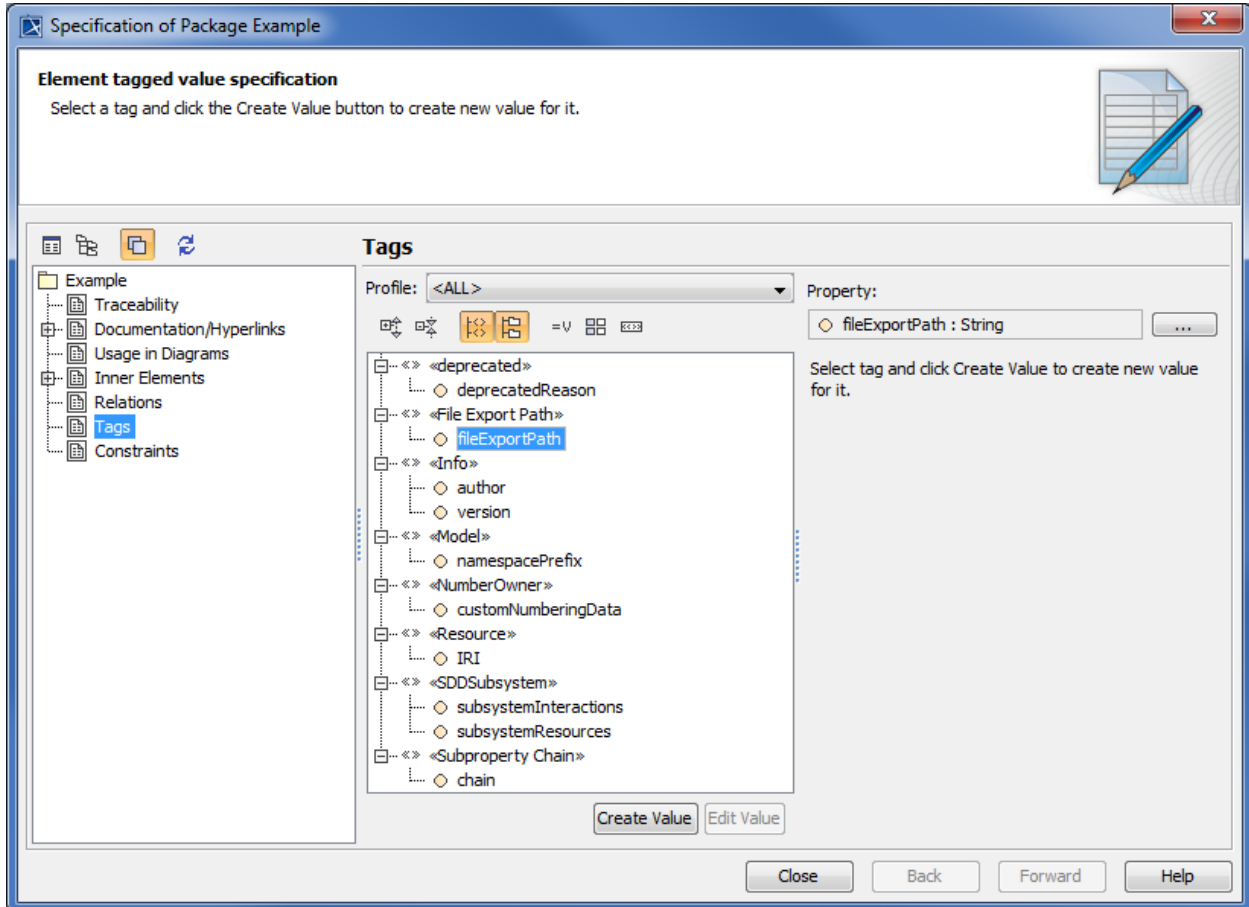 Specification of Package Example
Element tagged value specification
Select a tag and click the Create Value button to create new value for it.
Example
Traceability
Documentation/Hyperlinks
Usage in Diagrams
Inner Elements
Relations
Tags
Constraints
Tags
Profile: <ALL>
=V
«» «deprecated»
deprecatedReason
«» «File Export Path»
fileExportPath
«» «Info»
author
version
«» «Model»
namespacePrefix
«» «NumberOwner»
customNumberingData
«» «Resource»
IRI
«» «SDDSubsystem»
subsystemInteractions
subsystemResources
«» «Subproperty Chain»
chain
Create Value Edit Value
Property:
fileExportPath : String ...
Select tag and click Create Value to create new value
for it.
Close Back Forward Help